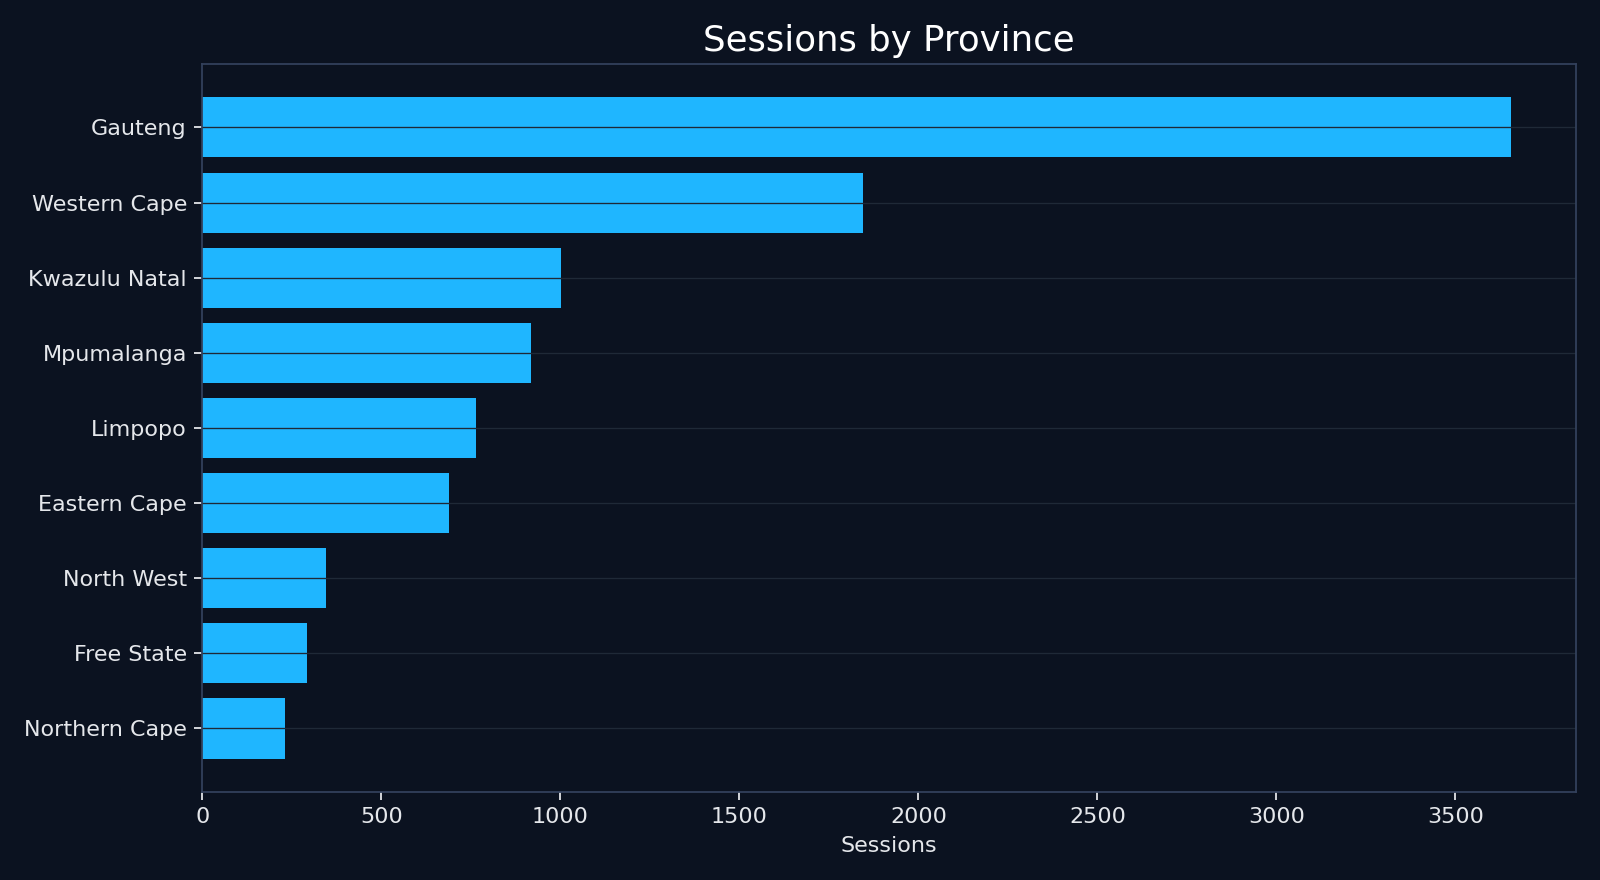 Sessions by Province
Gauteng
Western Cape
Kwazulu Natal
Mpumalanga
Limpopo
Eastern Cape
North West
Free State
Northern Cape
0 500 1000 1500 2000 2500 3000 3500
Sessions